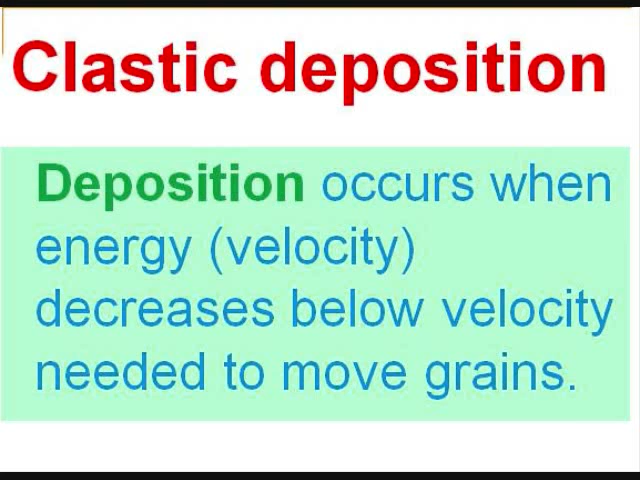 Clastic deposition
Deposition occurs when
energy (velocity)
decreases below velocity
needed to move grains.